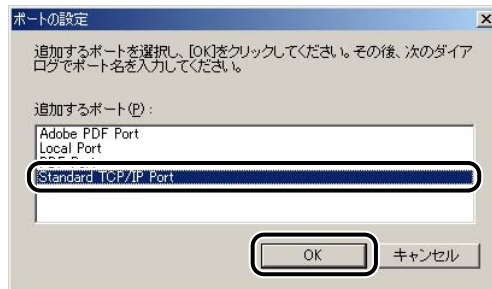 ポートの設定
追加するポートを選択し、[OK]をクリックしてください。その後、次のダイア
ログでポート名を入力してください。
追加するポート(P):
Adobe PDF Port
Local Port
Standard TCP/IP Port
OK
キャンセル